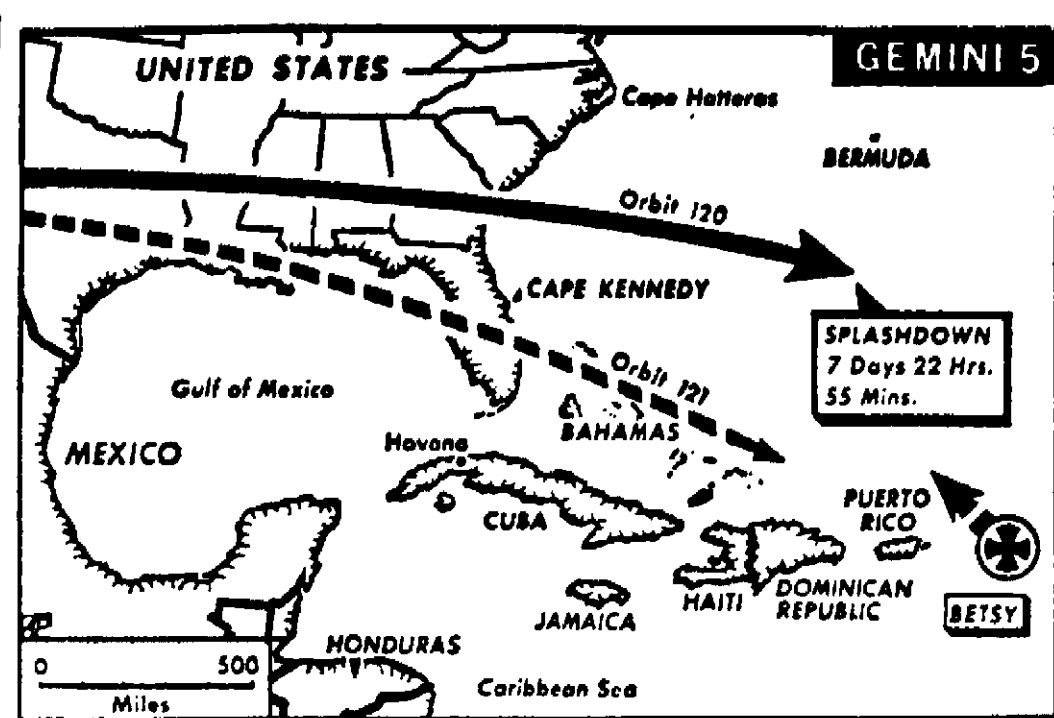 GEMINI 5
UNITED STATES
Cape Hatteras
BERMUDA
Orbit 120
CAPE KENNEDY
SPLASHDOWN
7 Days 22 Hrs.
55 Mins.
Orbit 121
Gulf of Mexico
BAHAMAS
MEXICO
Havana
CUBA
PUERTO
RICO
HAITI
DOMINICAN
REPUBLIC
BETSY
JAMAICA
HONDURAS
0 500
Miles
Caribbean Sea